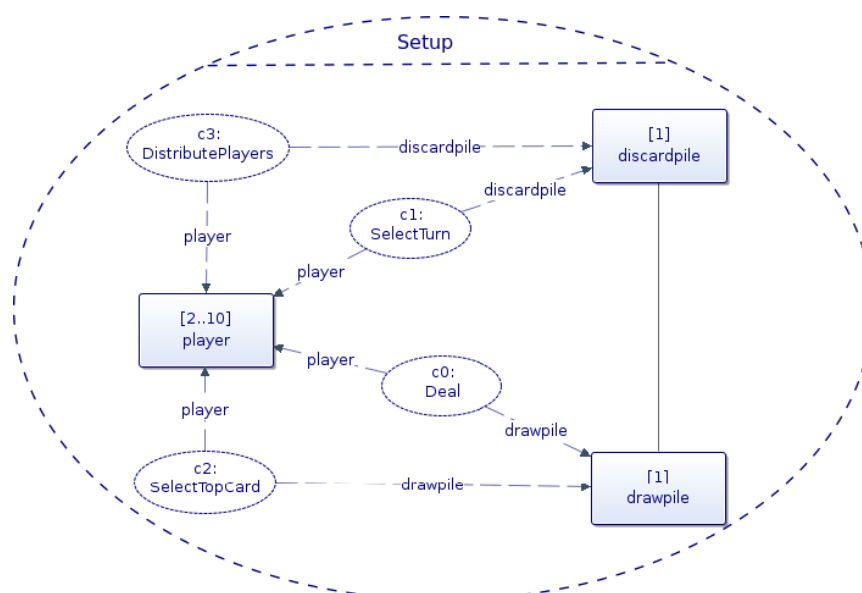 Setup
c3:
DistributePlayers
discardpile
[1]
discardpile
discardpile
c1:
SelectTurn
player
player
[2..10]
player
player
c0:
Deal
player
drawpile
c2:
SelectTopCard
drawpile
[1]
drawpile